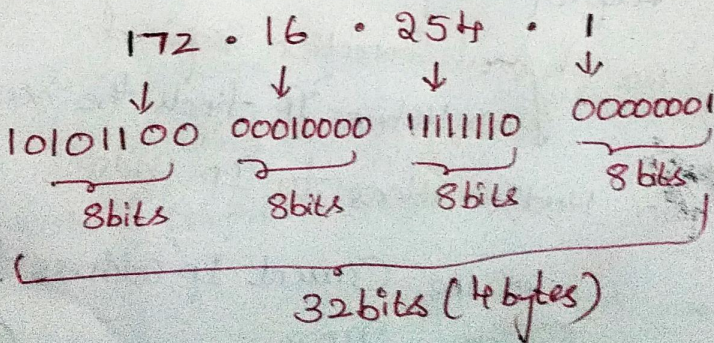 172 . 16 . 254 . 1
10101100 00010000 11111110 00000001
8bits 8bits 8bits 8bits
32bits (4bytes)